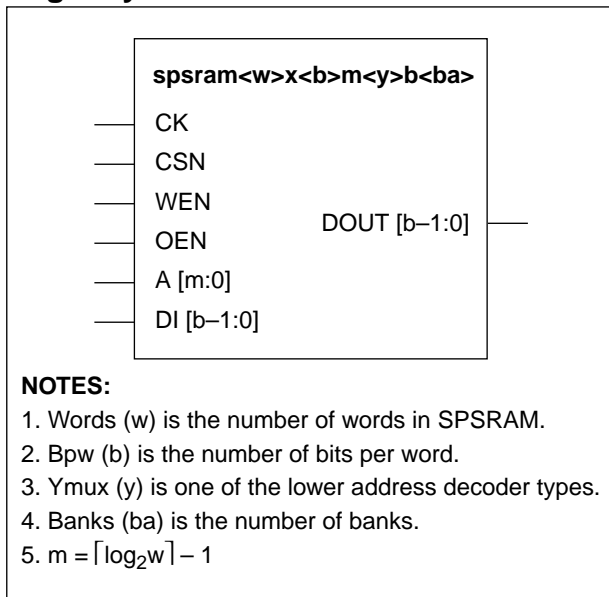 spsram<w>x<b>m<y>b<ba>
CK
CSN
WEN
OEN
A [m:0]
DI [b–1:0]
DOUT [b–1:0]
NOTES:
1. Words (w) is the number of words in SPSRAM.
2. Bpw (b) is the number of bits per word.
3. Ymux (y) is one of the lower address decoder types.
4. Banks (ba) is the number of banks.
5. m = ⌈log₂w⌉ – 1